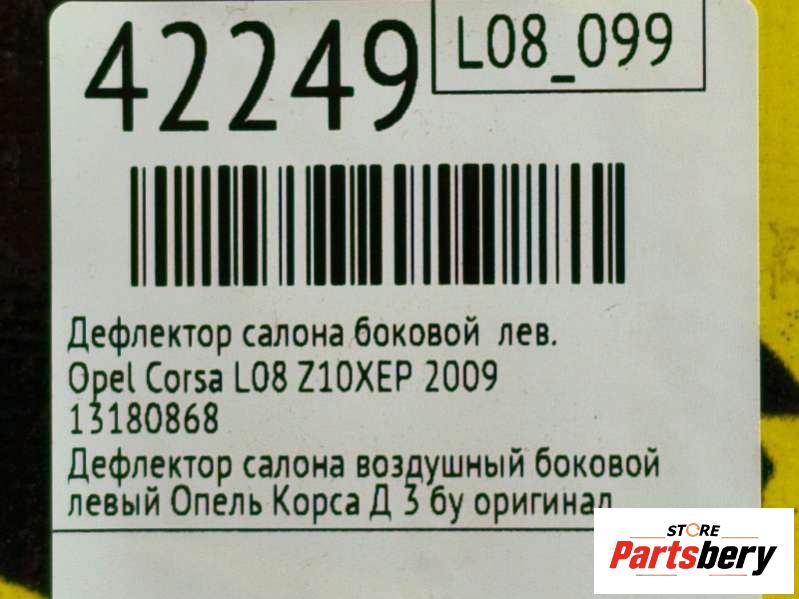 42249
L08_099
Дефлектор салона боковой лев.
Opel Corsa L08 Z10XEP 2009
13180868
Дефлектор салона воздушный боковой
левый Опель Корса Д 3 бу оригинал
STORE
Partsbery